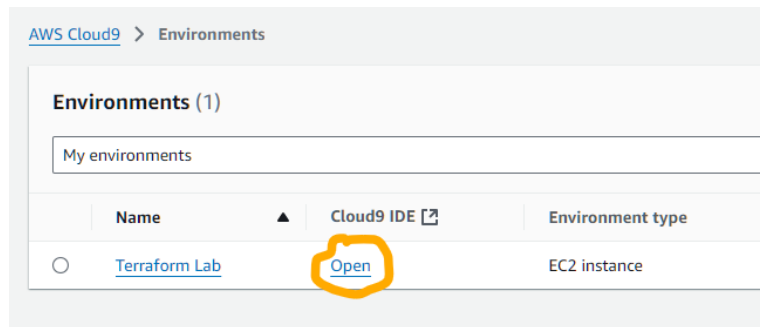 AWS Cloud9 > Environments
Environments (1)
My environments
Name Cloud9 IDE Environment type
Terraform Lab Open EC2 instance